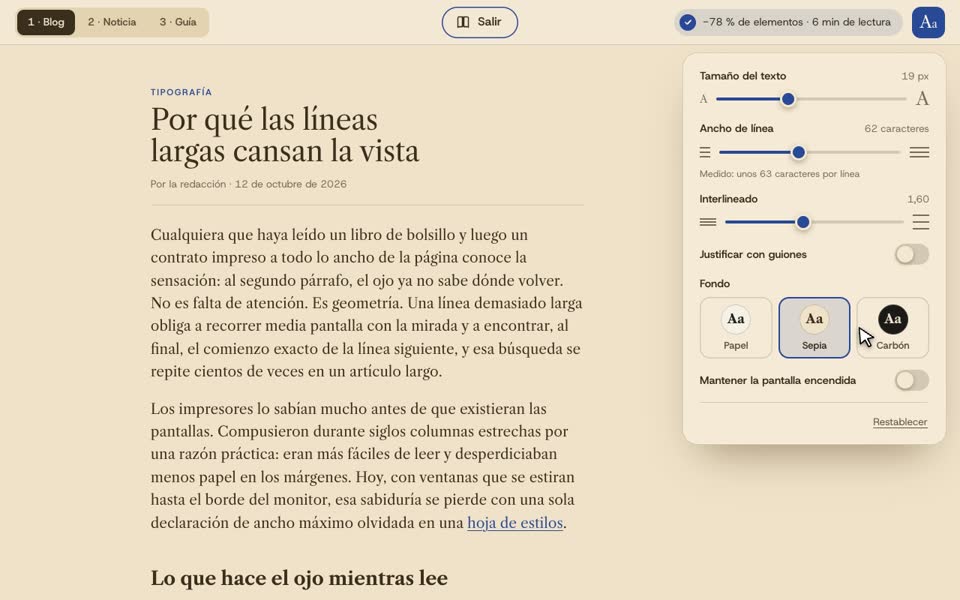 1 · Blog
2 · Noticia
3 · Guía
Salir
−78 % de elementos · 6 min de lectura
Aa
TIPOGRAFÍA
Por qué las líneas
largas cansan la vista
Por la redacción · 12 de octubre de 2026
Cualquiera que haya leído un libro de bolsillo y luego un
contrato impreso a todo lo ancho de la página conoce la
sensación: al segundo párrafo, el ojo ya no sabe dónde volver.
No es falta de atención. Es geometría. Una línea demasiado larga
obliga a recorrer media pantalla con la mirada y a encontrar, al
final, el comienzo exacto de la línea siguiente, y esa búsqueda se
repite cientos de veces en un artículo largo.
Los impresores lo sabían mucho antes de que existieran las
pantallas. Compusieron durante siglos columnas estrechas por
una razón práctica: eran más fáciles de leer y desperdiciaban
menos papel en los márgenes. Hoy, con ventanas que se estiran
hasta el borde del monitor, esa sabiduría se pierde con una sola
declaración de ancho máximo olvidada en una hoja de estilos.
Lo que hace el ojo mientras lee
Tamaño del texto 19 px
A A
Ancho de línea 62 caracteres
Medido: unos 63 caracteres por línea
Interlineado 1,60
Justificar con guiones
Fondo
Aa Aa Aa
Papel Sepia Carbón
Mantener la pantalla encendida
Restablecer